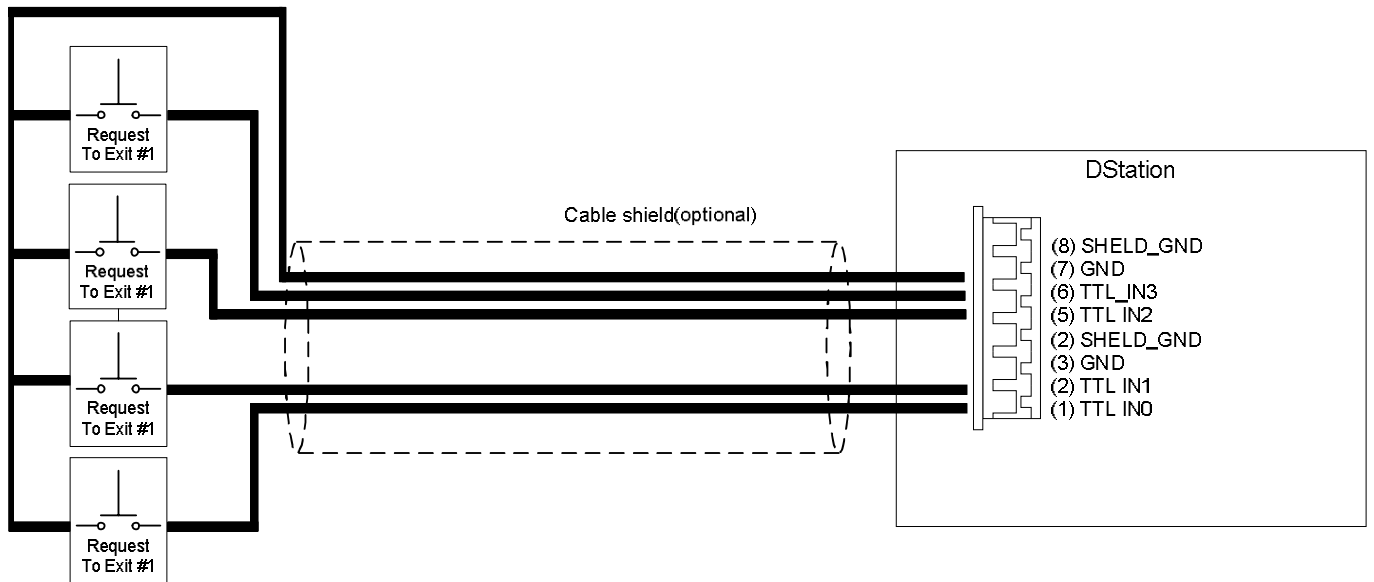 Request
To Exit #1
Request
To Exit #1
Request
To Exit #1
Request
To Exit #1
Cable shield(optional)
DStation
(8) SHELD_GND
(7) GND
(6) TTL_IN3
(5) TTL IN2
(2) SHELD_GND
(3) GND
(2) TTL IN1
(1) TTL IN0